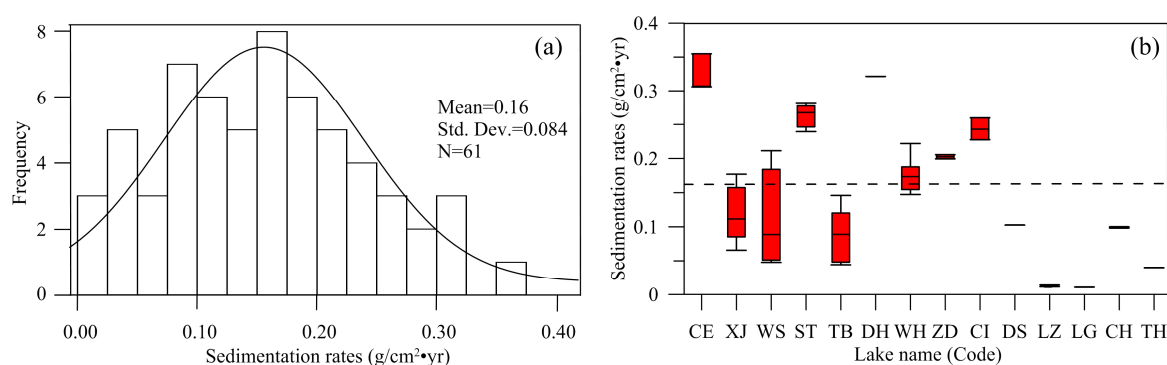 (a)
8
6
4
2
0
Frequency
Mean=0.16
Std. Dev.=0.084
N=61
0.00 0.10 0.20 0.30 0.40
Sedimentation rates (g/cm²•yr)
(b)
0.4
0.3
0.2
0.1
0
Sedimentation rates (g/cm²•yr)
CE XJ WS ST TB DH WH ZD CI DS LZ LG CH TH
Lake name (Code)